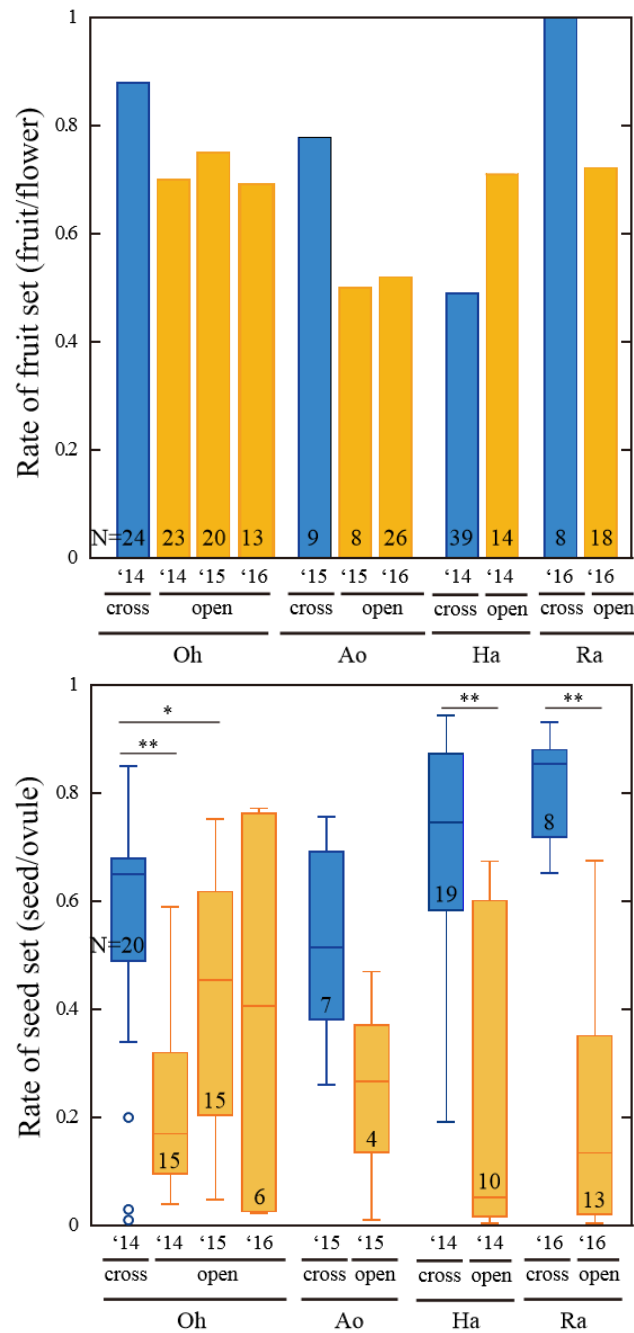 Rate of fruit set (fruit/flower)
1
0.8
0.6
0.4
0.2
0
N=24 23 20 13 9 8 26 39 14 8 18
‘14 ‘14 ‘15 ‘16 ‘15 ‘15 ‘16 ‘14 ‘14 ‘16 ‘16
cross open cross open cross open cross open
Oh Ao Ha Ra
Rate of seed set (seed/ovule)
1
0.8
0.6
0.4
0.2
0
* ** ** **
N=20 15 15 6 7 4 19 10 8 13
‘14 ‘14 ‘15 ‘16 ‘15 ‘15 ‘14 ‘14 ‘16 ‘16
cross open cross open cross open cross open
Oh Ao Ha Ra